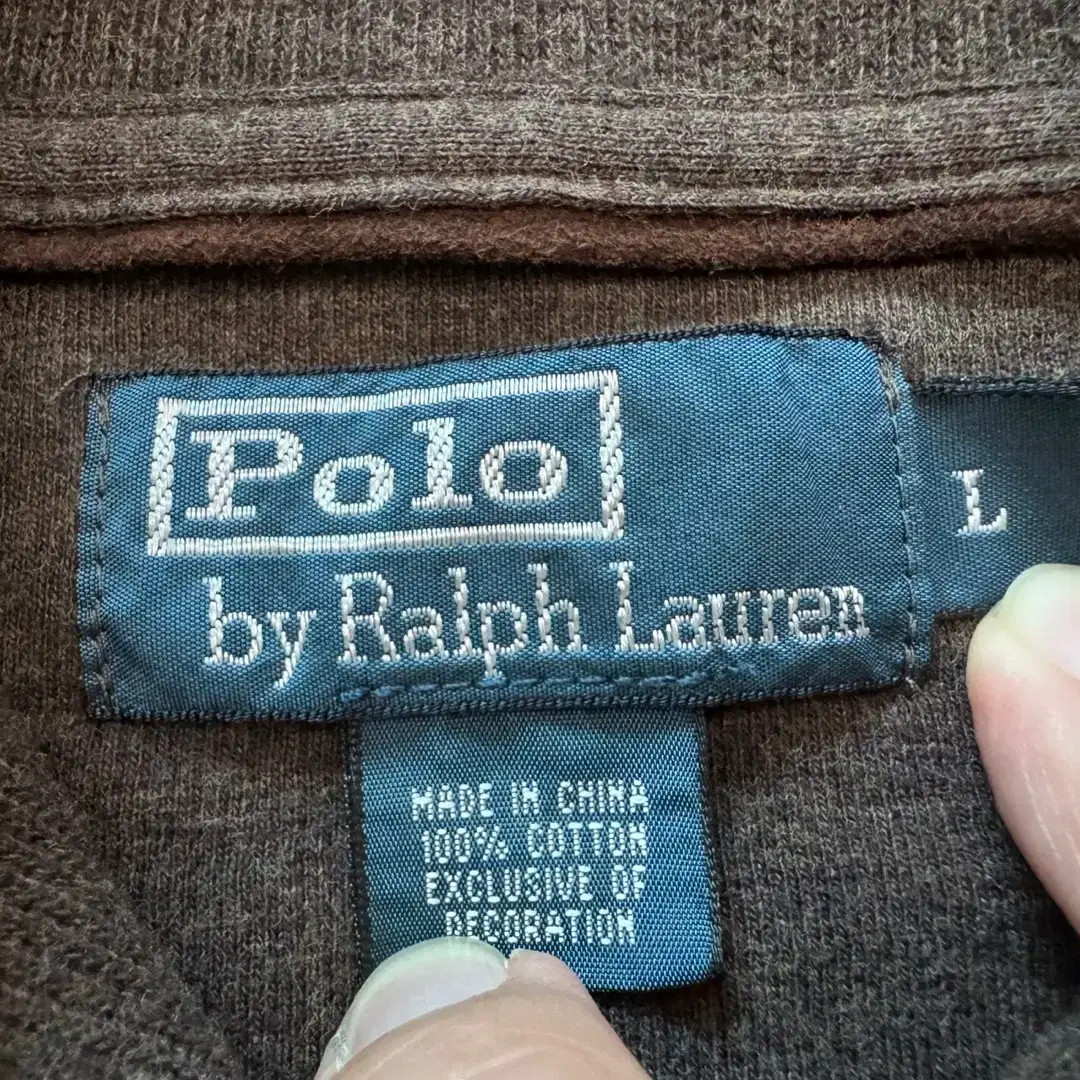 Polo
by Ralph Lauren
L
MADE IN CHINA
100% COTTON
EXCLUSIVE OF
DECORATION